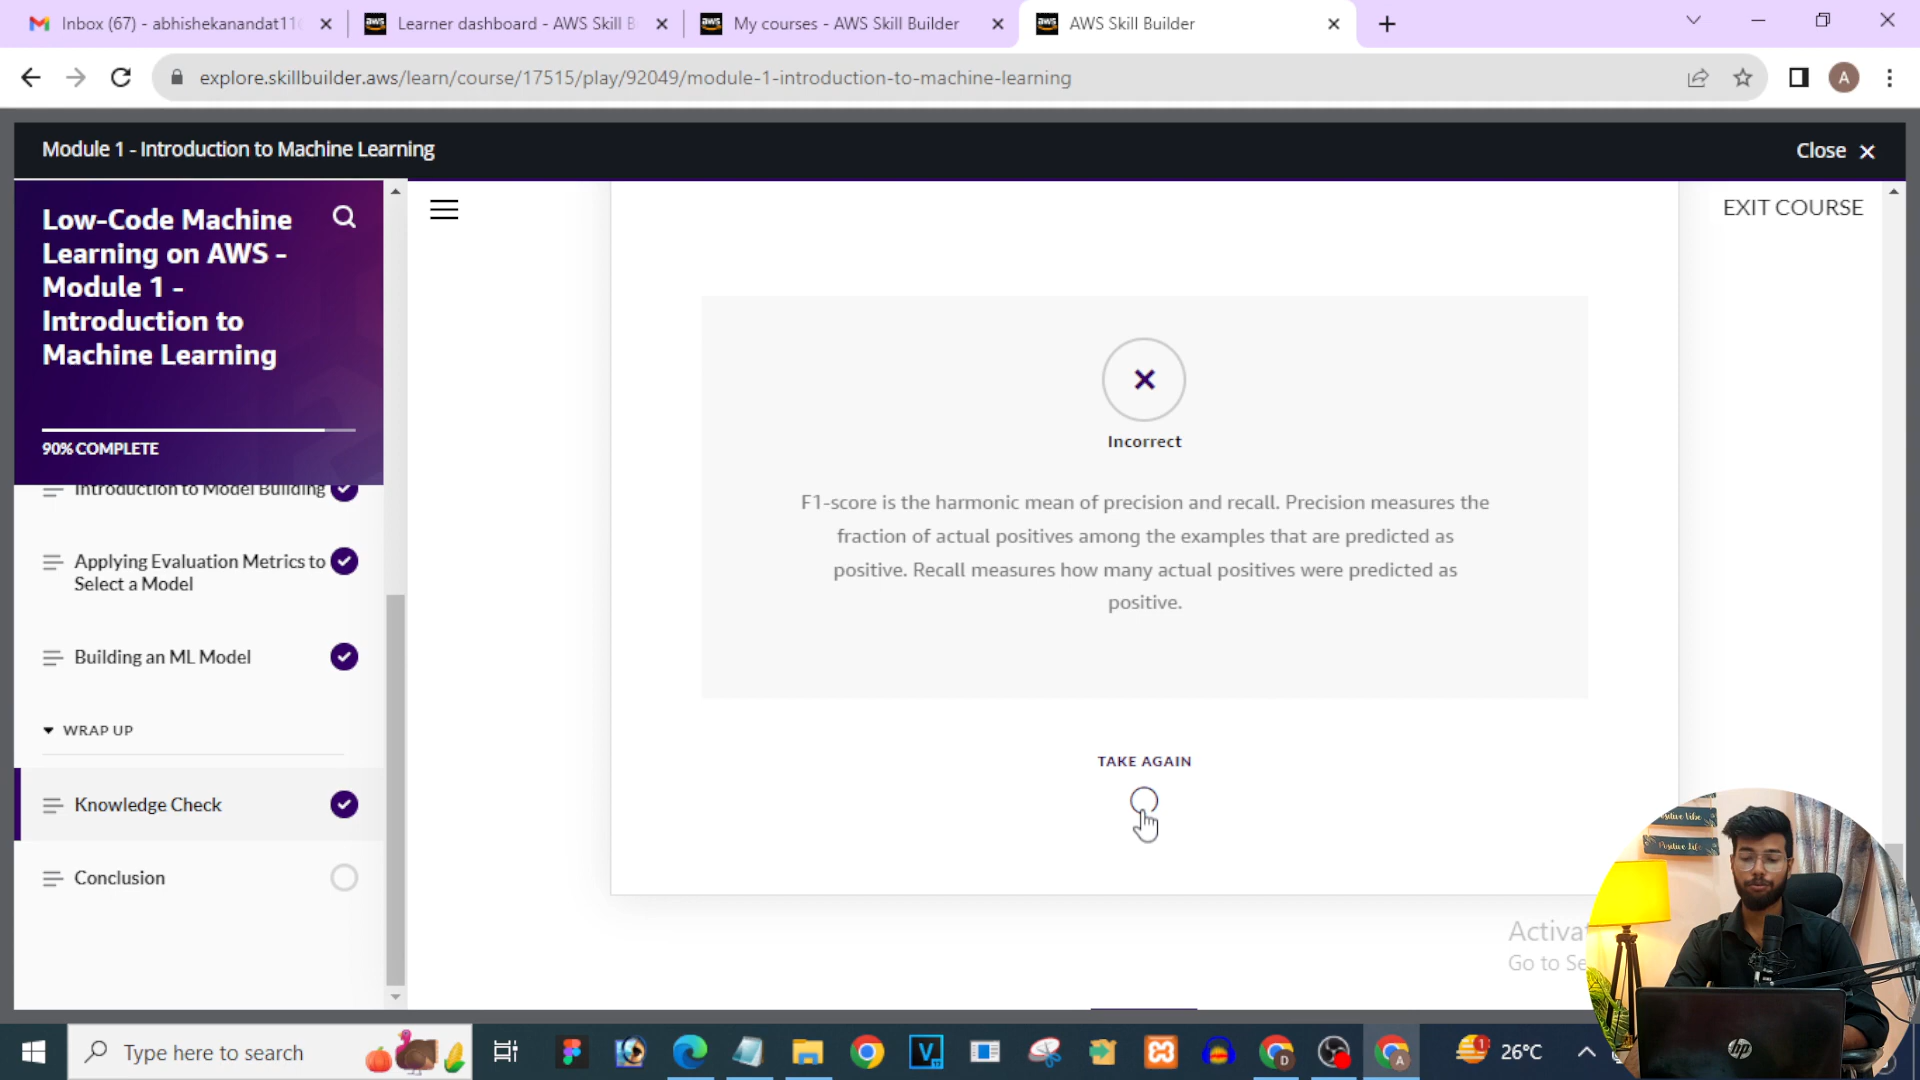 Inbox (67) - abhishekanandat11
Learner dashboard - AWS Skill B
My courses - AWS Skill Builder
AWS Skill Builder
explore.skillbuilder.aws/learn/course/17515/play/92049/module-1-introduction-to-machine-learning
A
Module 1 - Introduction to Machine Learning
Close
Low-Code Machine
Learning on AWS -
Module 1 -
Introduction to
Machine Learning
90% COMPLETE
Introduction to Model Building
Applying Evaluation Metrics to
Select a Model
Building an ML Model
WRAP UP
Knowledge Check
Conclusion
EXIT COURSE
Incorrect
F1-score is the harmonic mean of precision and recall. Precision measures the
fraction of actual positives among the examples that are predicted as
positive. Recall measures how many actual positives were predicted as
positive.
TAKE AGAIN
Positive Life
hp
Type here to search
26°C